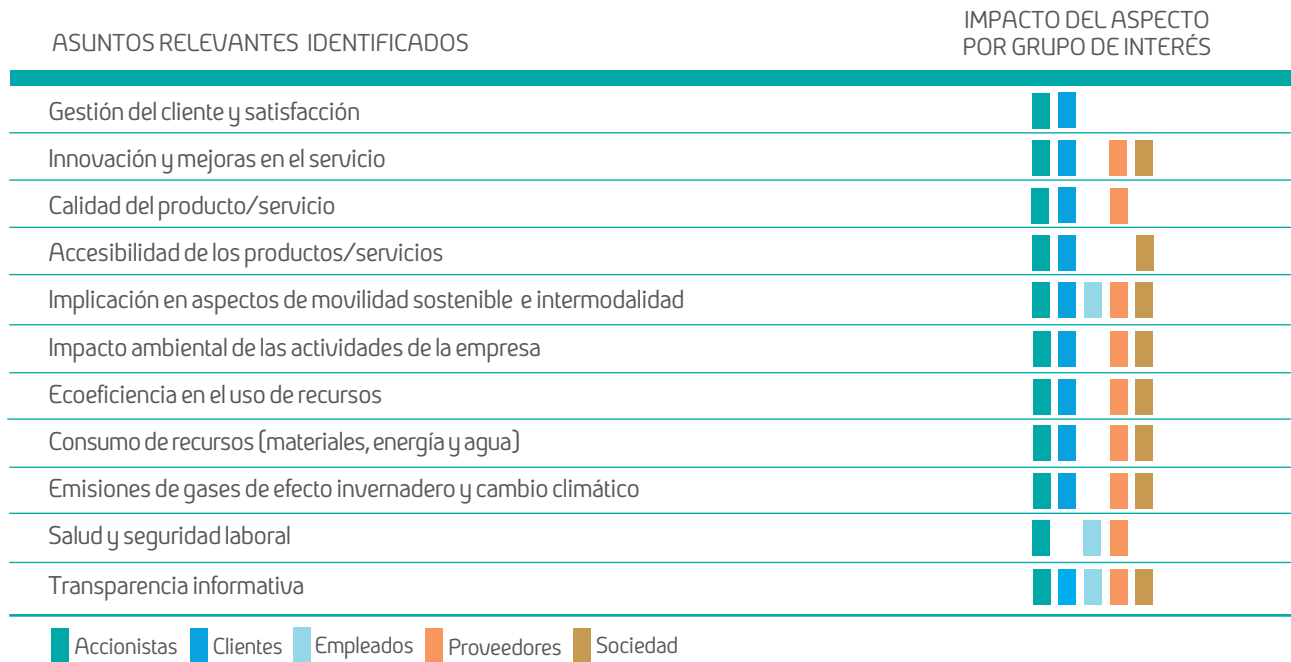 ASUNTOS RELEVANTES IDENTIFICADOS
IMPACTO DEL ASPECTO
POR GRUPO DE INTERÉS
Gestión del cliente y satisfacción
Innovación y mejoras en el servicio
Calidad del producto/servicio
Accesibilidad de los productos/servicios
Implicación en aspectos de movilidad sostenible e intermodalidad
Impacto ambiental de las actividades de la empresa
Ecoeficiencia en el uso de recursos
Consumo de recursos (materiales, energía y agua)
Emisiones de gases de efecto invernadero y cambio climático
Salud y seguridad laboral
Transparencia informativa
Accionistas Clientes Empleados Proveedores Sociedad